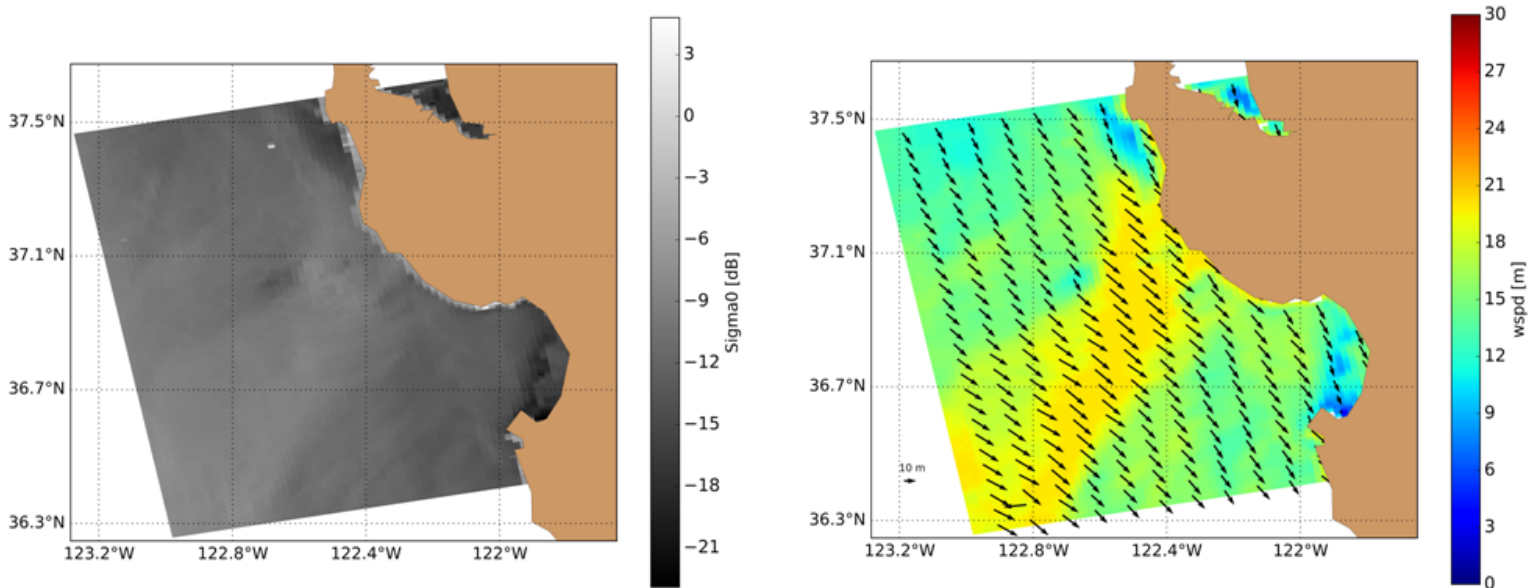 37.5°N
37.1°N
36.7°N
36.3°N
123.2°W 122.8°W 122.4°W 122°W
3
0
−3
−6
−9
−12
−15
−18
−21
Sigma0 [dB]
37.5°N
37.1°N
36.7°N
36.3°N
10 m
123.2°W 122.8°W 122.4°W 122°W
30
27
24
21
18
15
12
9
6
3
0
wspd [m]